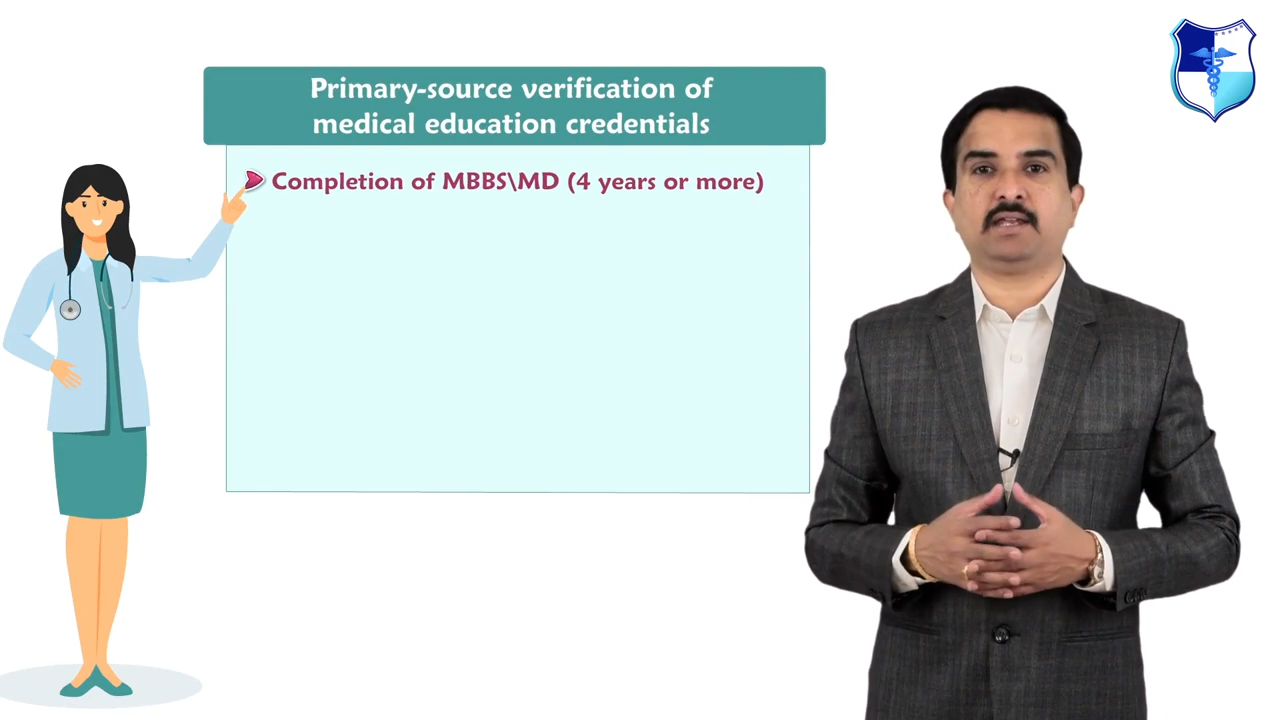 Primary-source verification of
medical education credentials
Completion of MBBS\MD (4 years or more)